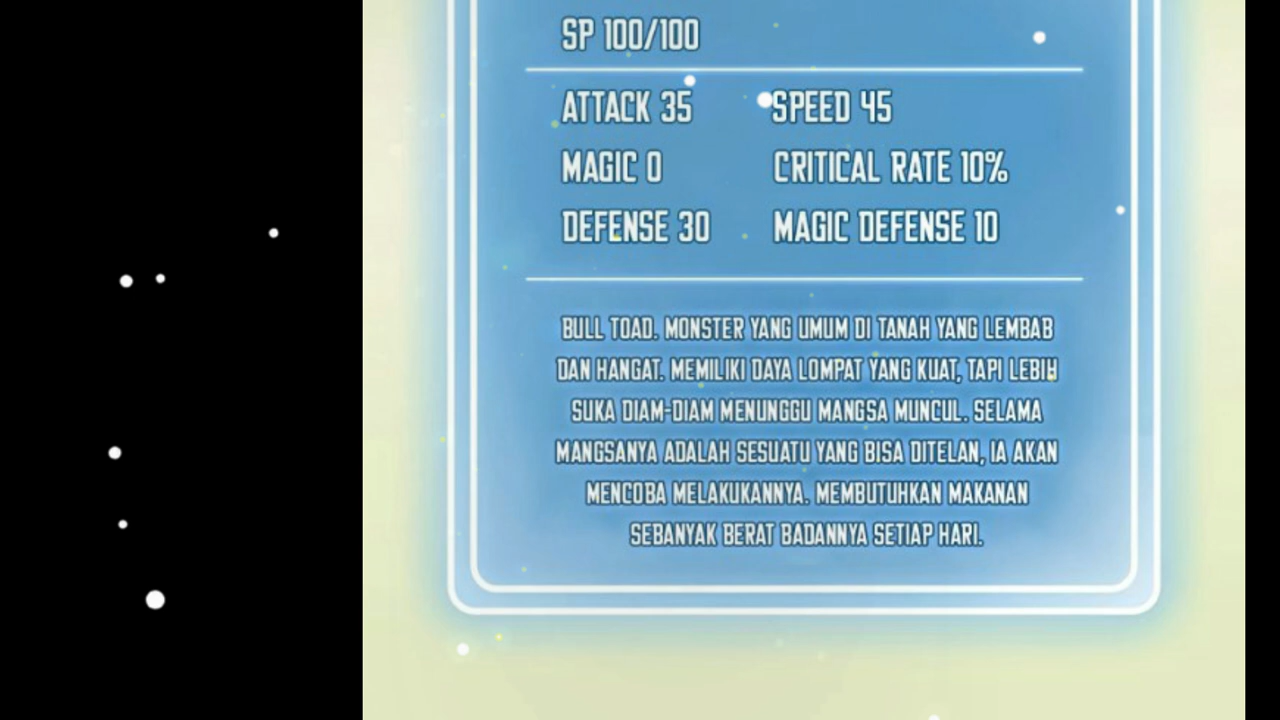 SP 100/100
ATTACK 35 SPEED 45
MAGIC 0 CRITICAL RATE 10%
DEFENSE 30 MAGIC DEFENSE 10
BULL TOAD. MONSTER YANG UMUM DI TANAH YANG LEMBAB
DAN HANGAT. MEMILIKI DAYA LOMPAT YANG KUAT, TAPI LEBIH
SUKA DIAM-DIAM MENUNGGU MANGSA MUNCUL. SELAMA
MANGSANYA ADALAH SESUATU YANG BISA DITELAN, IA AKAN
MENCOBA MELAKUKANNYA. MEMBUTUHKAN MAKANAN
SEBANYAK BERAT BADANNYA SETIAP HARI.